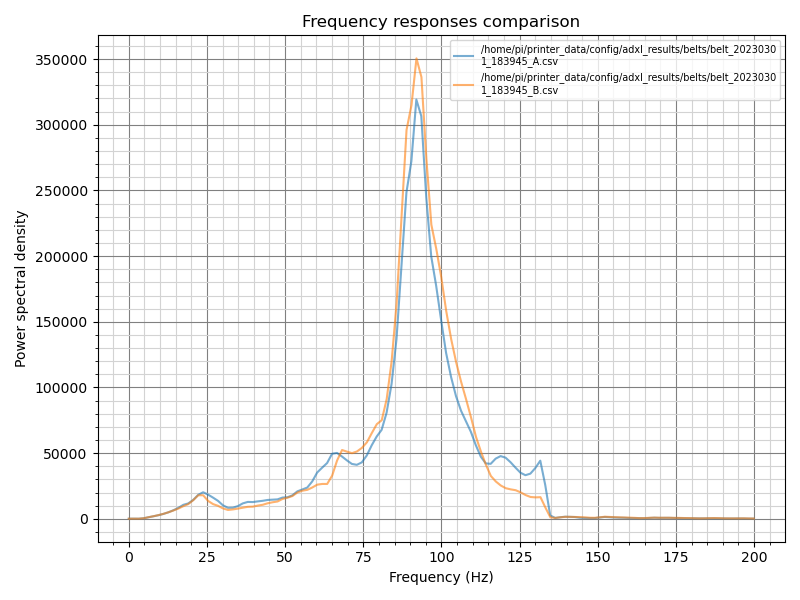 Frequency responses comparison
/home/pi/printer_data/config/adxl_results/belts/belt_2023030
1_183945_A.csv
/home/pi/printer_data/config/adxl_results/belts/belt_2023030
1_183945_B.csv
350000
300000
250000
200000
150000
100000
50000
0
Power spectral density
0 25 50 75 100 125 150 175 200
Frequency (Hz)